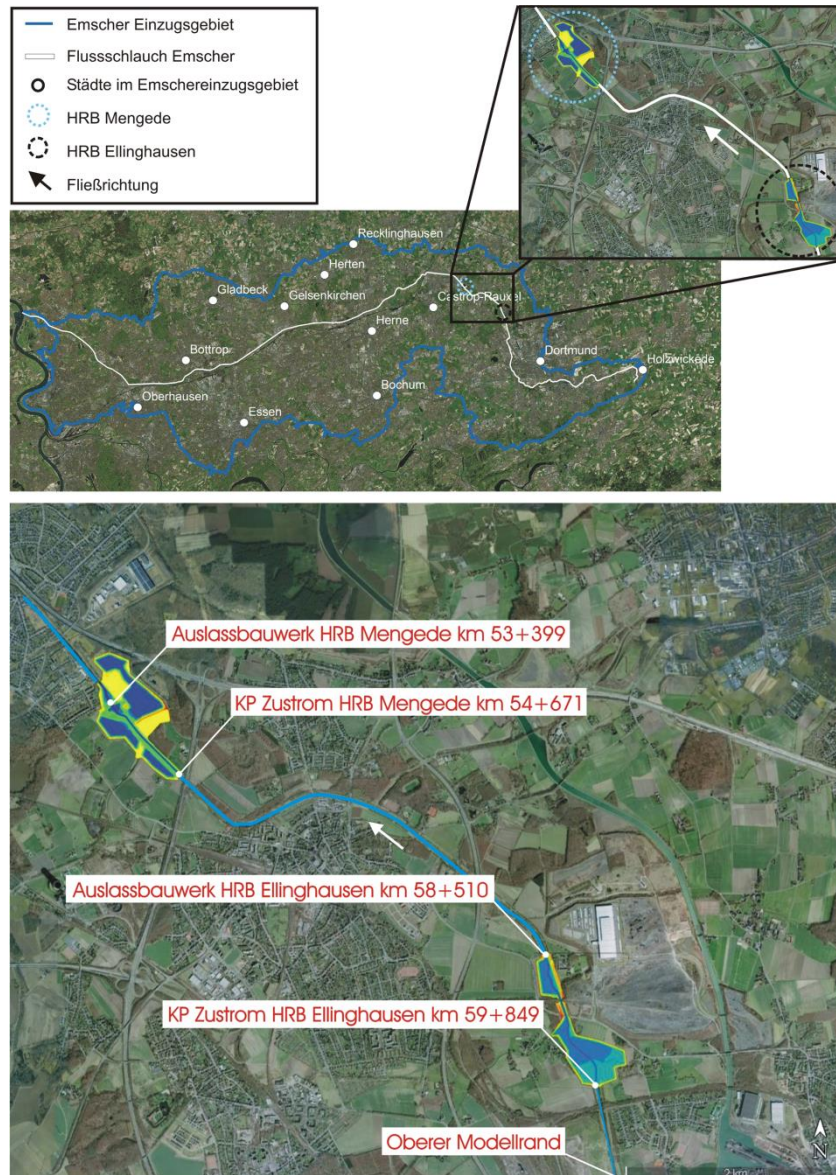 Emscher Einzugsgebiet
Flussschlauch Emscher
Städte im Emschereinzugsgebiet
HRB Mengede
HRB Ellinghausen
Fließrichtung
Recklinghausen
Herten
Gladbeck
Gelsenkirchen
Castrop-Rauxel
Herne
Bottrop
Dortmund
Holzwickede
Bochum
Oberhausen
Essen
Auslassbauwerk HRB Mengede km 53+399
KP Zustrom HRB Mengede km 54+671
Auslassbauwerk HRB Ellinghausen km 58+510
KP Zustrom HRB Ellinghausen km 59+849
Oberer Modellrand
N
2 km